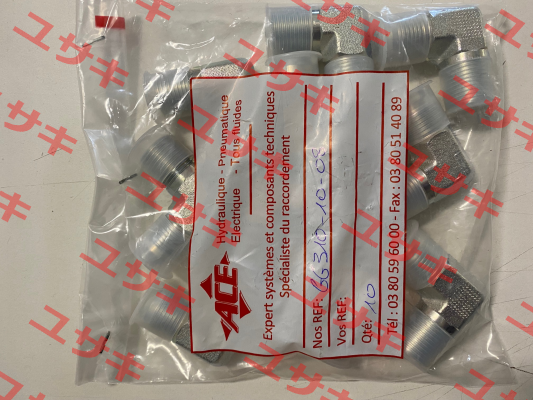 ACE
Hydraulique - Pneumatique
Electrique - Tous fluides
Expert systèmes et composants techniques
Spécialiste du raccordement
Nos REF: GG310-10-08
Vos REF:
Qté: 10
Tél : 03 80 59 60 00 - Fax : 03 80 51 40 89
ユサキ